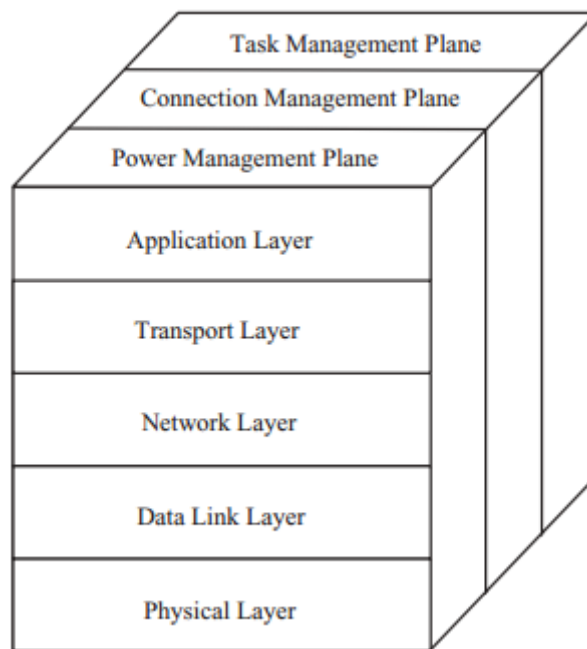 Task Management Plane
Connection Management Plane
Power Management Plane
Application Layer
Transport Layer
Network Layer
Data Link Layer
Physical Layer